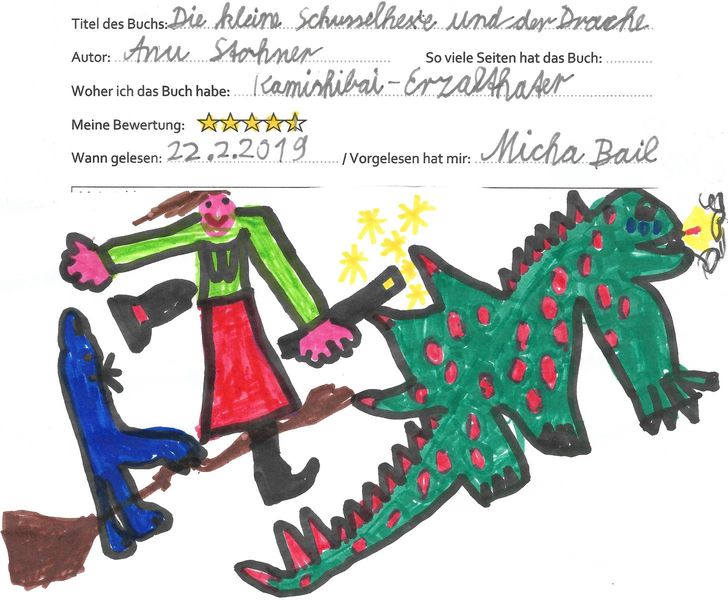 Titel des Buchs: Die kleine Schusselhexe und der Drache
Autor: Anu Stohner So viele Seiten hat das Buch:
Woher ich das Buch habe: Kamishibai-Erzalthater
Meine Bewertung:
Wann gelesen: 22.2.2019 / Vorgelesen hat mir: Micha Bail
W